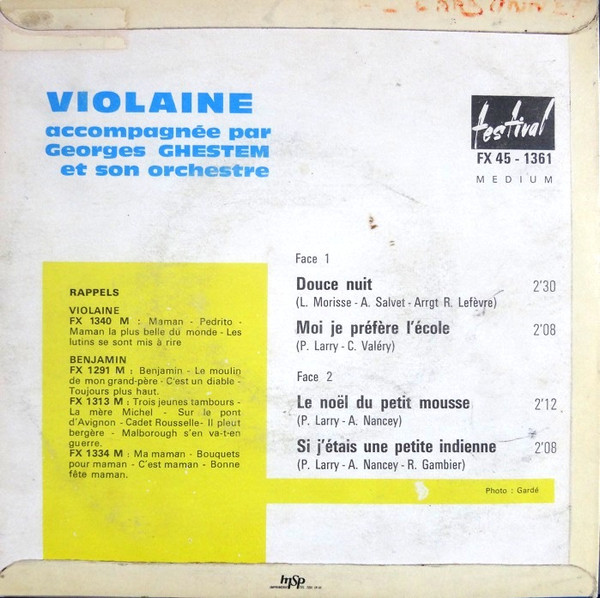 VIOLAINE
accompagnée par
Georges GHESTEM
et son orchestre
festival
FX 45 - 1361
MEDIUM
Face 1
Douce nuit 2'30
(L. Morisse - A. Salvet - Arrgt R. Lefèvre)
Moi je préfère l'école 2'08
(P. Larry - C. Valéry)
Face 2
Le noël du petit mousse 2'12
(P. Larry - A. Nancey)
Si j'étais une petite indienne 2'08
(P. Larry - A. Nancey - R. Gambier)
RAPPELS
VIOLAINE
FX 1340 M : Maman - Pedrito -
Maman la plus belle du monde - Les
lutins se sont mis à rire
BENJAMIN
FX 1291 M : Benjamin - Le moulin
de mon grand-père - C'est un diable -
Toujours plus haut.
FX 1313 M : Trois jeunes tambours -
La mère Michel - Sur le pont
d'Avignon - Cadet Rousselle- Il pleut
bergère - Malborough s'en va-t-en
guerre.
FX 1334 M : Ma maman - Bouquets
pour maman - C'est maman - Bonne
fête maman.
Photo : Gardé